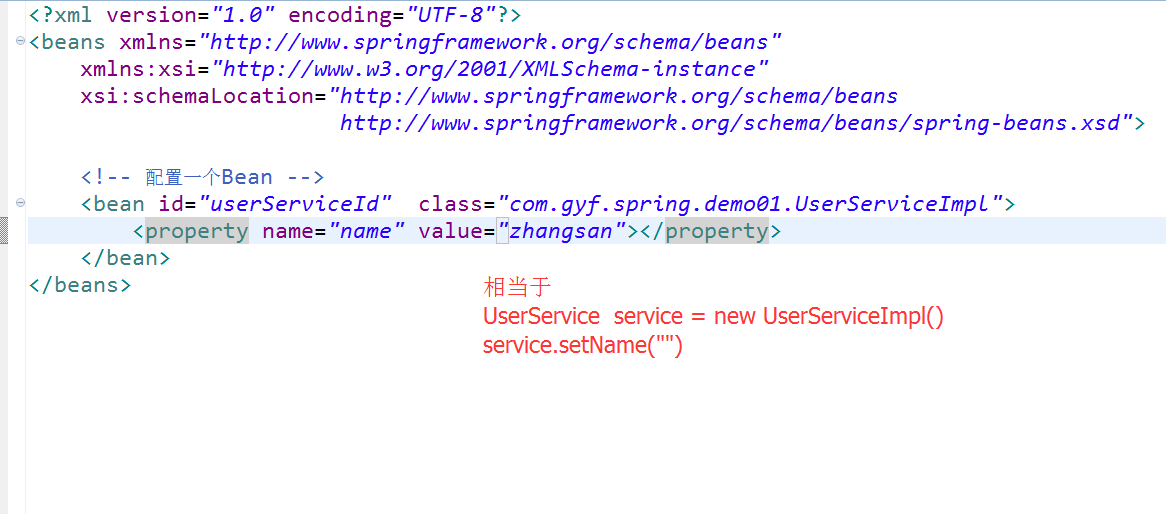 <?xml version="1.0" encoding="UTF-8"?>
<beans xmlns="http://www.springframework.org/schema/beans"
    xmlns:xsi="http://www.w3.org/2001/XMLSchema-instance"
    xsi:schemaLocation="http://www.springframework.org/schema/beans
                        http://www.springframework.org/schema/beans/spring-beans.xsd">
    <!-- 配置一个Bean -->
    <bean id="userServiceId"  class="com.gyf.spring.demo01.UserServiceImpl">
        <property name="name" value="zhangsan"></property>
    </bean>
</beans>
相当于
UserService  service = new UserServiceImpl()
service.setName("")